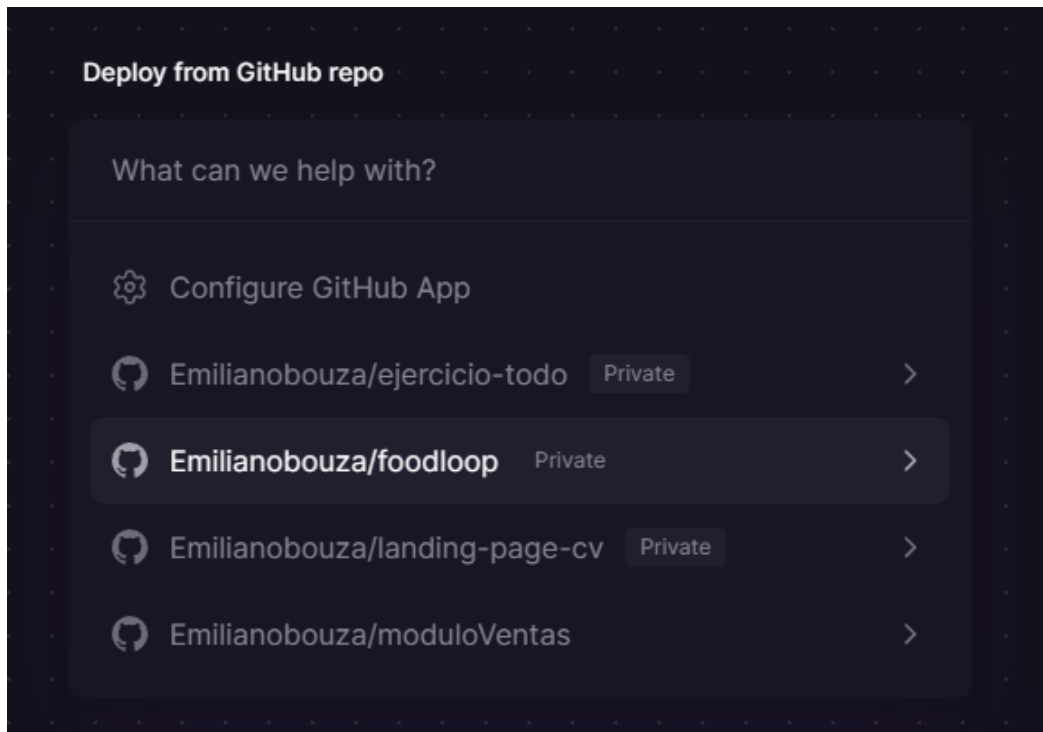 Deploy from GitHub repo
What can we help with?
Configure GitHub App
Emilianobouza/ejercicio-todo Private
Emilianobouza/foodloop Private
Emilianobouza/landing-page-cv Private
Emilianobouza/moduloVentas